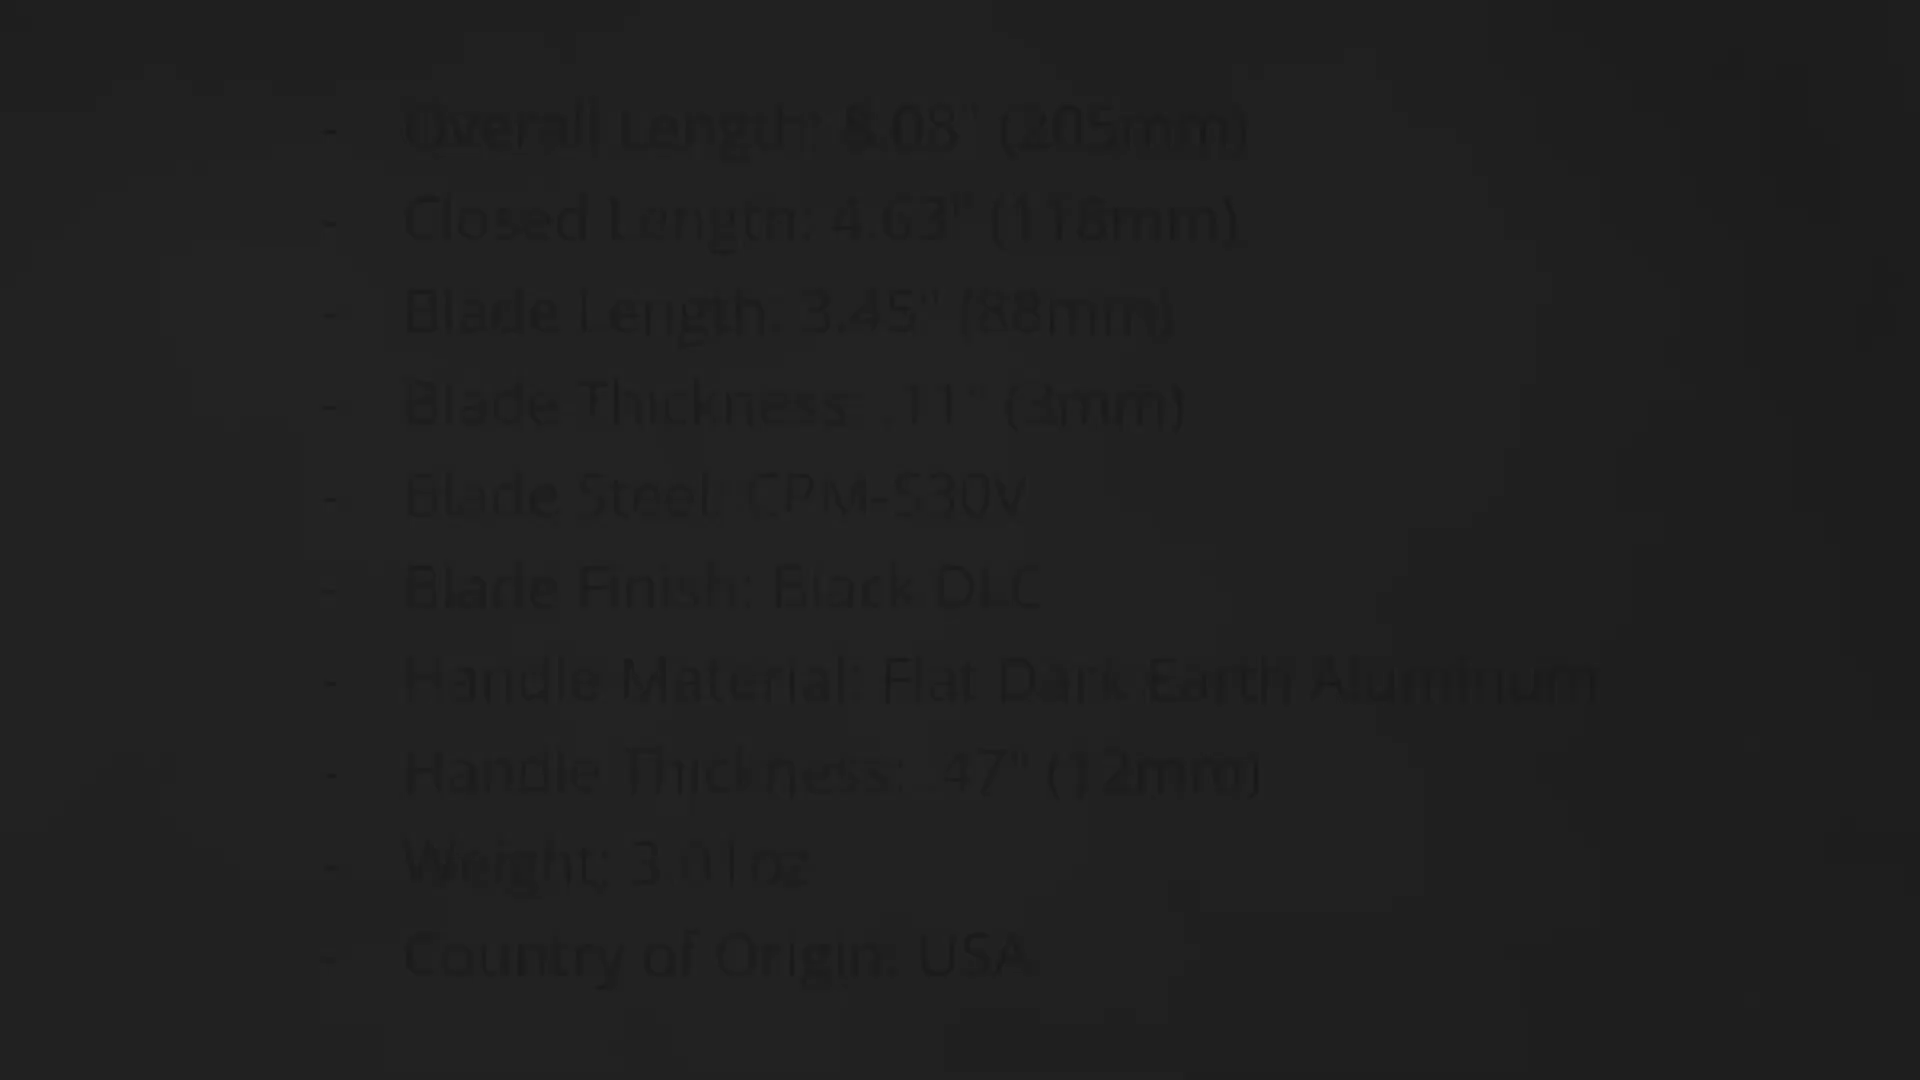 - Overall Length: 8.08" (205mm)
- Closed Length: 4.63" (118mm)
- Blade Length: 3.45" (88mm)
- Blade Thickness: .11" (3mm)
- Blade Steel: CPM-S30V
- Blade Finish: Black DLC
- Handle Material: Flat Dark Earth Aluminum
- Handle Thickness: .47" (12mm)
- Weight: 3.01oz
- Country of Origin: USA